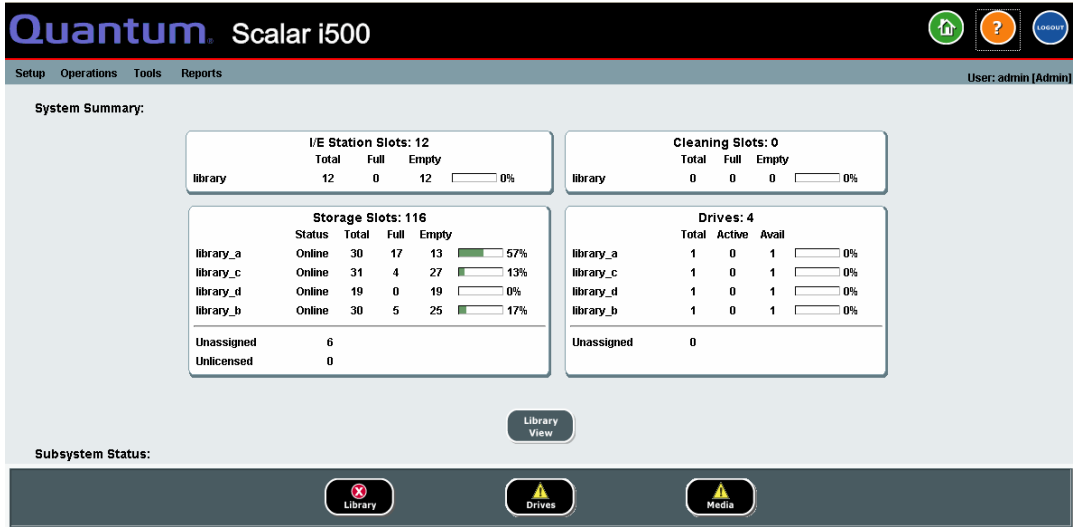 Quantum. Scalar i500
?
LOGOUT
Setup Operations Tools Reports
User: admin [Admin]
System Summary:
I/E Station Slots: 12
Total Full Empty
library 12 0 12 0%
Cleaning Slots: 0
Total Full Empty
library 0 0 0 0%
Storage Slots: 116
Status Total Full Empty
library_a Online 30 17 13 57%
library_c Online 31 4 27 13%
library_d Online 19 0 19 0%
library_b Online 30 5 25 17%
Unassigned 6
Unlicensed 0
Drives: 4
Total Active Avail
library_a 1 0 1 0%
library_c 1 0 1 0%
library_d 1 0 1 0%
library_b 1 0 1 0%
Unassigned 0
Library
View
Subsystem Status:
Library
Drives
Media